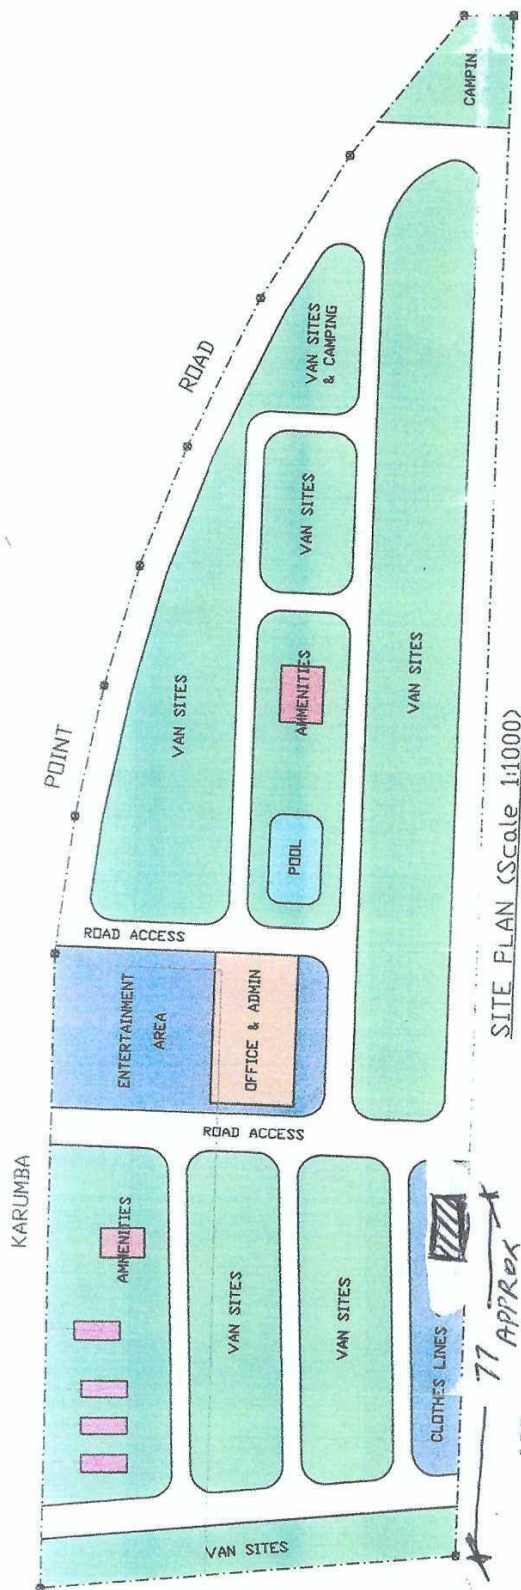 KARUMBA
POINT
ROAD
VAN SITES
AMMENITIES
VAN SITES
VAN SITES
CLOTHES LINES
ROAD ACCESS
ENTERTAINMENT
AREA
OFFICE & ADMIN
ROAD ACCESS
VAN SITES
POOL
AMMENITIES
VAN SITES
VAN SITES
& CAMPING
VAN SITES
CAMPIN
77
APPROX
SITE PLAN (Scale 1:1000)